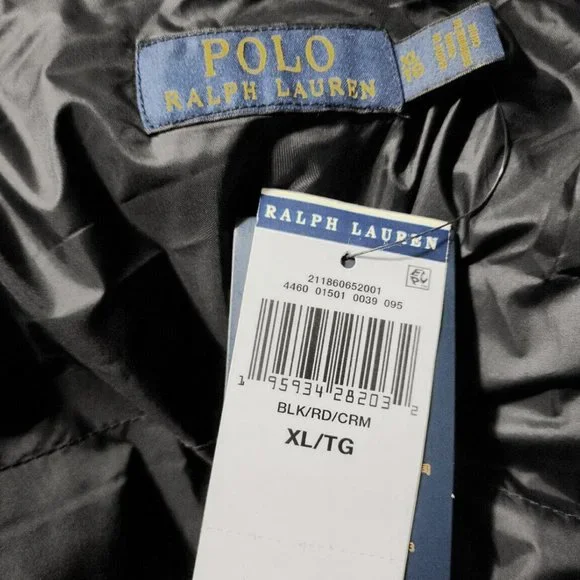 POLO
RALPH LAUREN
RALPH LAUREN
211860652001
4460 01501 0039 095
1 95934 28203 2
BLK/RD/CRM
XL/TG